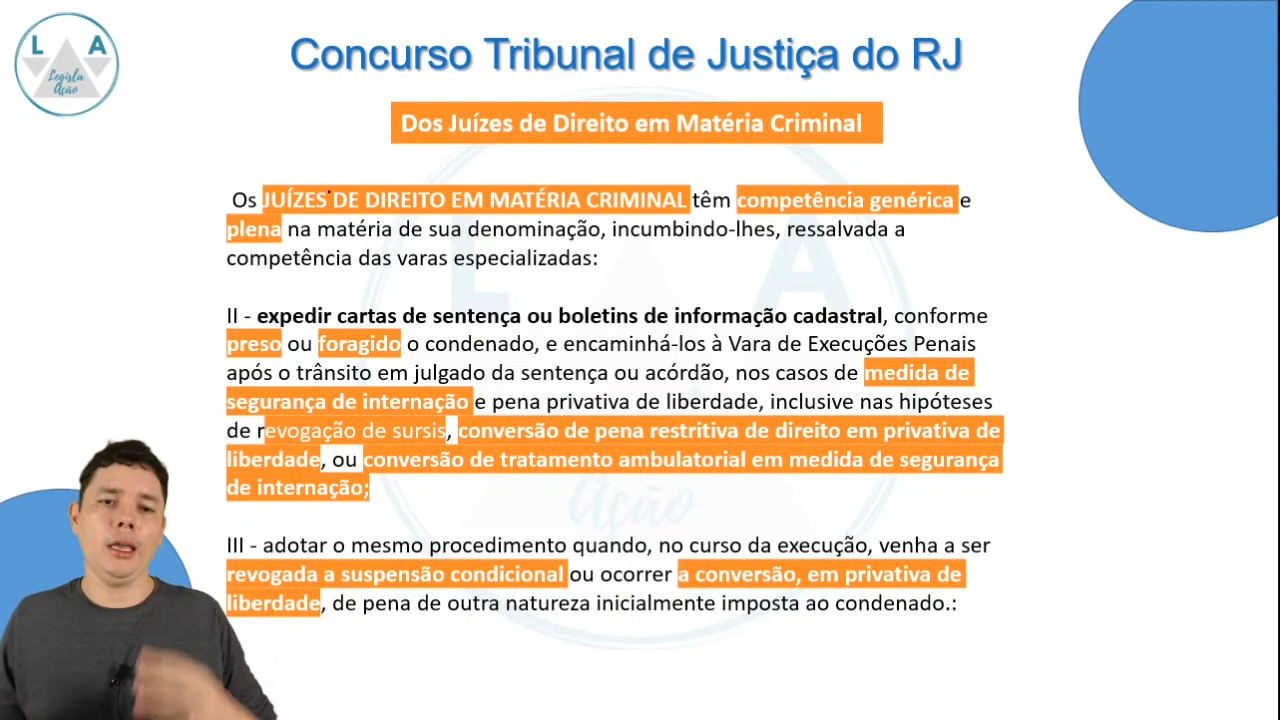 L A
Legisla
Ação
Concurso Tribunal de Justiça do RJ
Dos Juízes de Direito em Matéria Criminal
Os JUÍZES DE DIREITO EM MATÉRIA CRIMINAL têm competência genérica e
plena na matéria de sua denominação, incumbindo-lhes, ressalvada a
competência das varas especializadas:
II - expedir cartas de sentença ou boletins de informação cadastral, conforme
preso ou foragido o condenado, e encaminhá-los à Vara de Execuções Penais
após o trânsito em julgado da sentença ou acórdão, nos casos de medida de
segurança de internação e pena privativa de liberdade, inclusive nas hipóteses
de revogação de sursis, conversão de pena restritiva de direito em privativa de
liberdade, ou conversão de tratamento ambulatorial em medida de segurança
de internação;
III - adotar o mesmo procedimento quando, no curso da execução, venha a ser
revogada a suspensão condicional ou ocorrer a conversão, em privativa de
liberdade, de pena de outra natureza inicialmente imposta ao condenado.:
L A
Ação